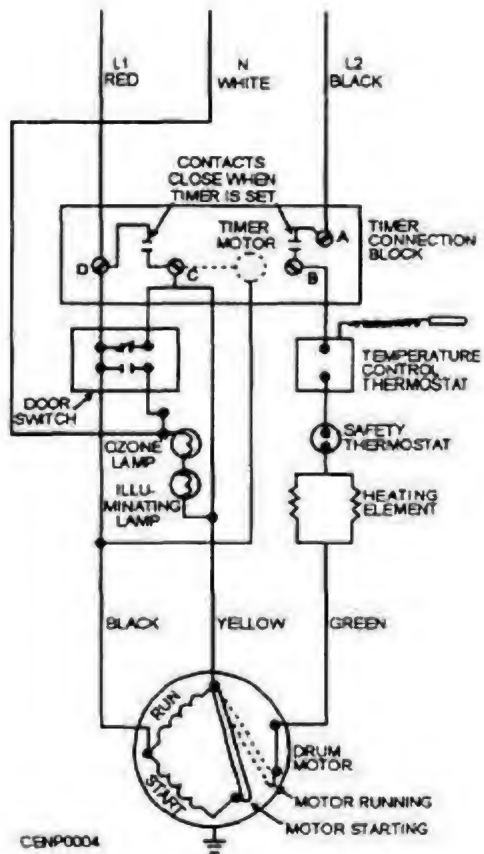 L1
RED
N
WHITE
L2
BLACK
CONTACTS
CLOSE WHEN
TIMER IS SET
TIMER
MOTOR
A
TIMER
CONNECTION
BLOCK
D
C
B
DOOR
SWITCH
TEMPERATURE
CONTROL
THERMOSTAT
OZONE
LAMP
SAFETY
THERMOSTAT
ILLU-
MINATING
LAMP
HEATING
ELEMENT
BLACK
YELLOW
GREEN
RUN
START
DRUM
MOTOR
MOTOR RUNNING
MOTOR STARTING
CENP0004